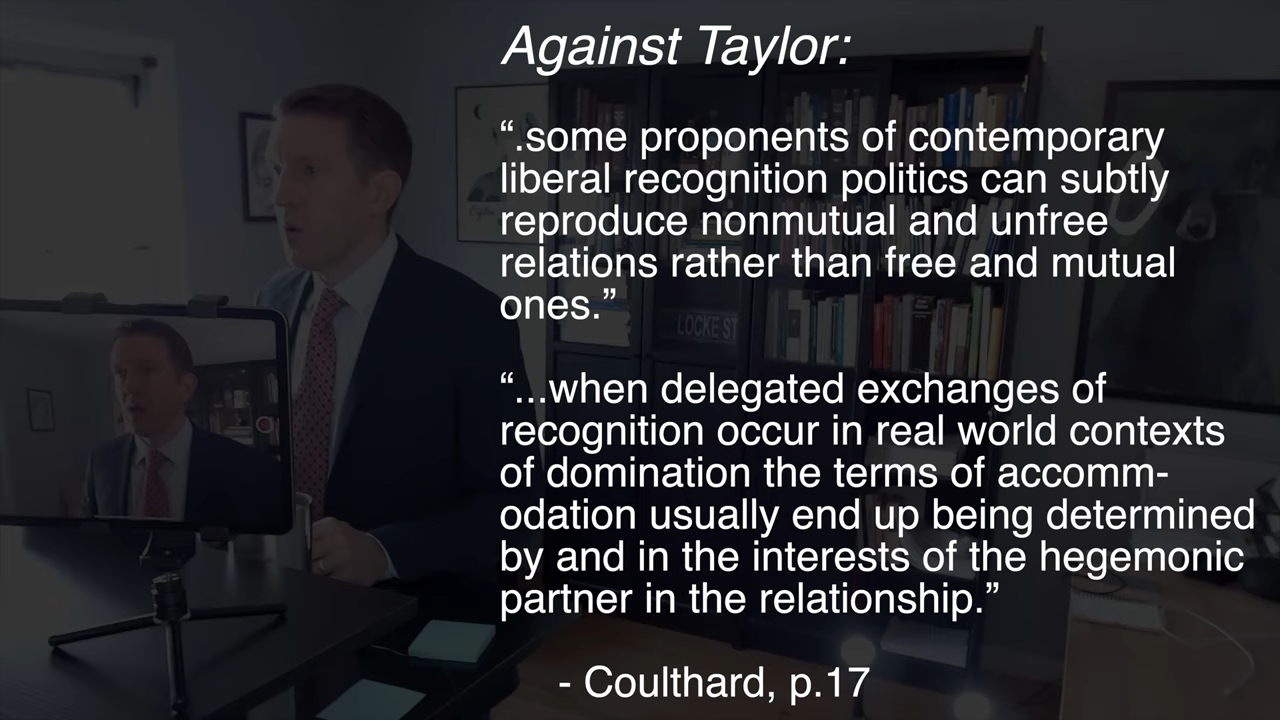 Against Taylor:
“.some proponents of contemporary
liberal recognition politics can subtly
reproduce nonmutual and unfree
relations rather than free and mutual
ones.”
“...when delegated exchanges of
recognition occur in real world contexts
of domination the terms of accomm-
odation usually end up being determined
by and in the interests of the hegemonic
partner in the relationship.”
- Coulthard, p.17
LOCKE ST